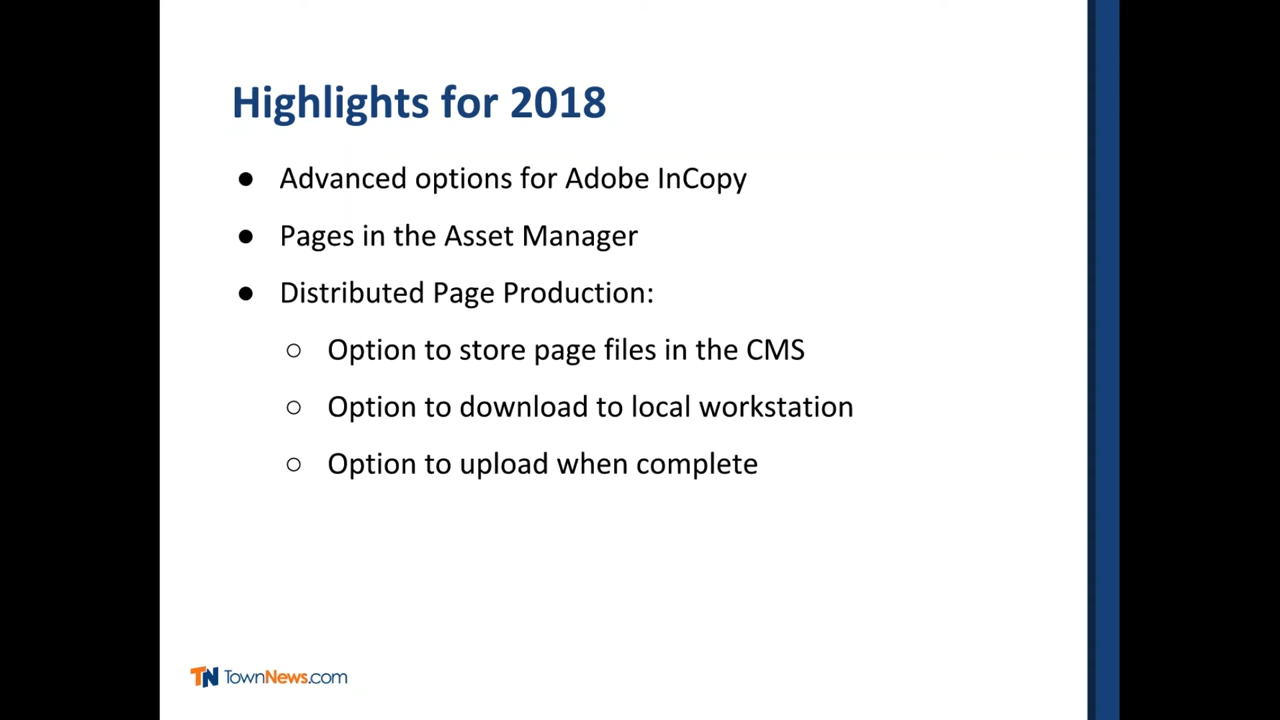 Highlights for 2018
● Advanced options for Adobe InCopy
● Pages in the Asset Manager
● Distributed Page Production:
○ Option to store page files in the CMS
○ Option to download to local workstation
○ Option to upload when complete
TN TownNews.com